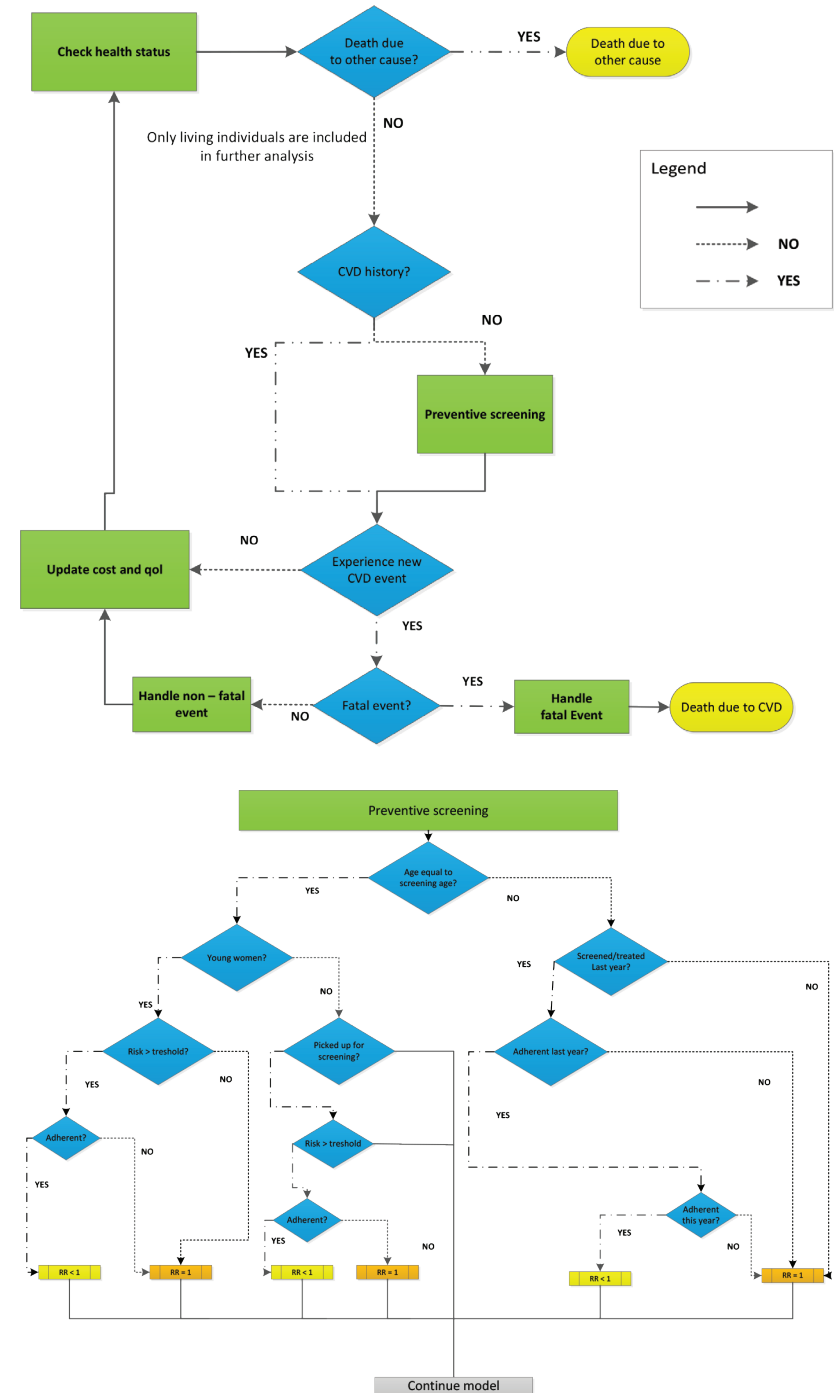 Check health status
Death due
to other cause?
YES
Death due to
other cause
NO
Only living individuals are included
in further analysis
Legend
NO
YES
CVD history?
NO
YES
Preventive screening
Experience new
CVD event
NO
Update cost and qol
YES
Fatal event?
YES
NO
Handle non – fatal
event
Handle
fatal Event
Death due to CVD
Preventive screening
Age equal to
screening age?
YES
NO
Young women?
Screened/treated
Last year?
YES
NO
YES
NO
Risk > treshold?
Picked up for
screening?
Adherent last year?
YES
NO
NO
YES
Adherent?
NO
Risk > treshold
YES
Adherent?
YES
NO
Adherent
this year?
YES
NO
RR < 1
RR = 1
RR < 1
RR = 1
RR < 1
RR = 1
Continue model